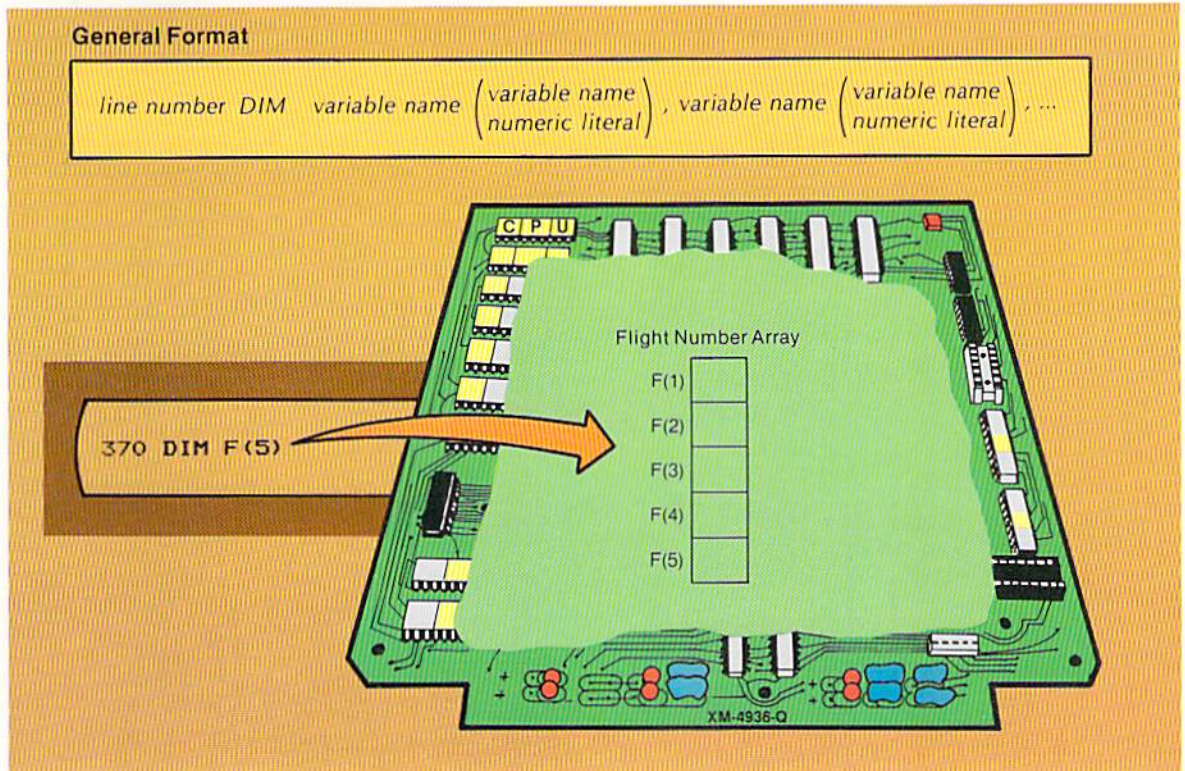 General Format
line number DIM variable name (variable name numeric literal), variable name (variable name numeric literal), ...
C P U
Flight Number Array
F(1)
F(2)
370 DIM F(5)
F(3)
F(4)
F(5)
XM-4936-Q